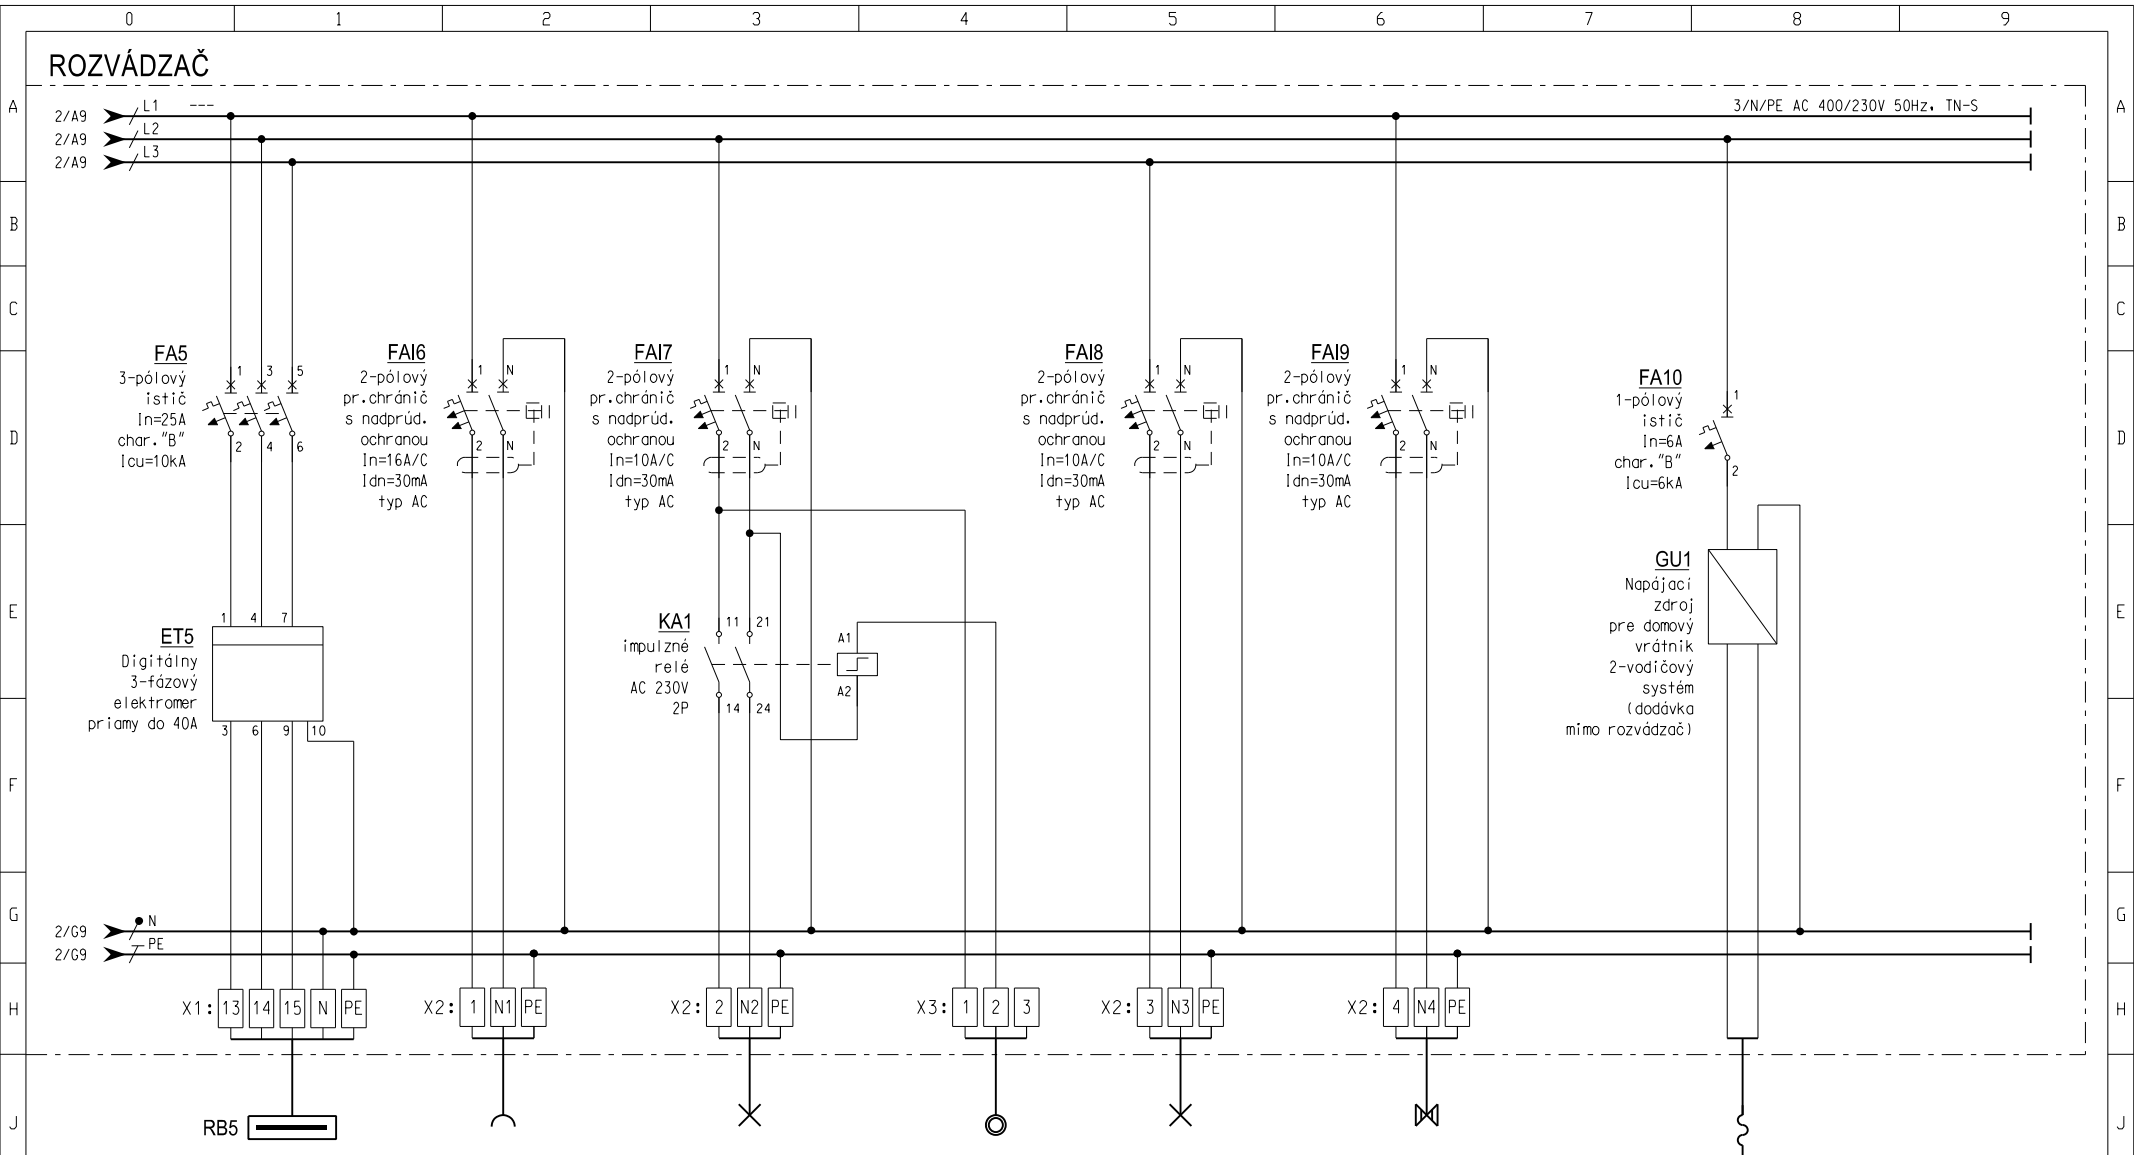 0 1 2 3 4 5 6 7 8 9
ROZVÁDZAČ
A A
B B
C C
D D
E E
F F
G G
H H
J J
2/A9 L1 ---
2/A9 L2
2/A9 L3
3/N/PE AC 400/230V 50Hz, TN-S
FA5
3-pólový
istič
In=25A
char."B"
Icu=10kA
1 3 5
2 4 6
FAI6
2-pólový
pr.chránič
s nadprúd.
ochranou
In=16A/C
Idn=30mA
typ AC
1 N
2 N
FAI7
2-pólový
pr.chránič
s nadprúd.
ochranou
In=10A/C
Idn=30mA
typ AC
1 N
2 N
FAI8
2-pólový
pr.chránič
s nadprúd.
ochranou
In=10A/C
Idn=30mA
typ AC
1 N
2 N
FAI9
2-pólový
pr.chránič
s nadprúd.
ochranou
In=10A/C
Idn=30mA
typ AC
1 N
2 N
FA10
1-pólový
istič
In=6A
char."B"
Icu=6kA
1
2
ET5
Digitálny
3-fázový
elektromer
priamy do 40A
1 4 7
3 6 9 10
KA1
impulzné
relé
AC 230V
2P
11 21
14 24
A1
A2
GU1
Napájací
zdroj
pre domový
vrátnik
2-vodičový
systém
(dodávka
mimo rozvádzač)
2/G9 N
2/G9 PE
X1: 13 14 15 N PE
X2: 1 N1 PE
X2: 2 N2 PE
X3: 1 2 3
X2: 3 N3 PE
X2: 4 N4 PE
RB5